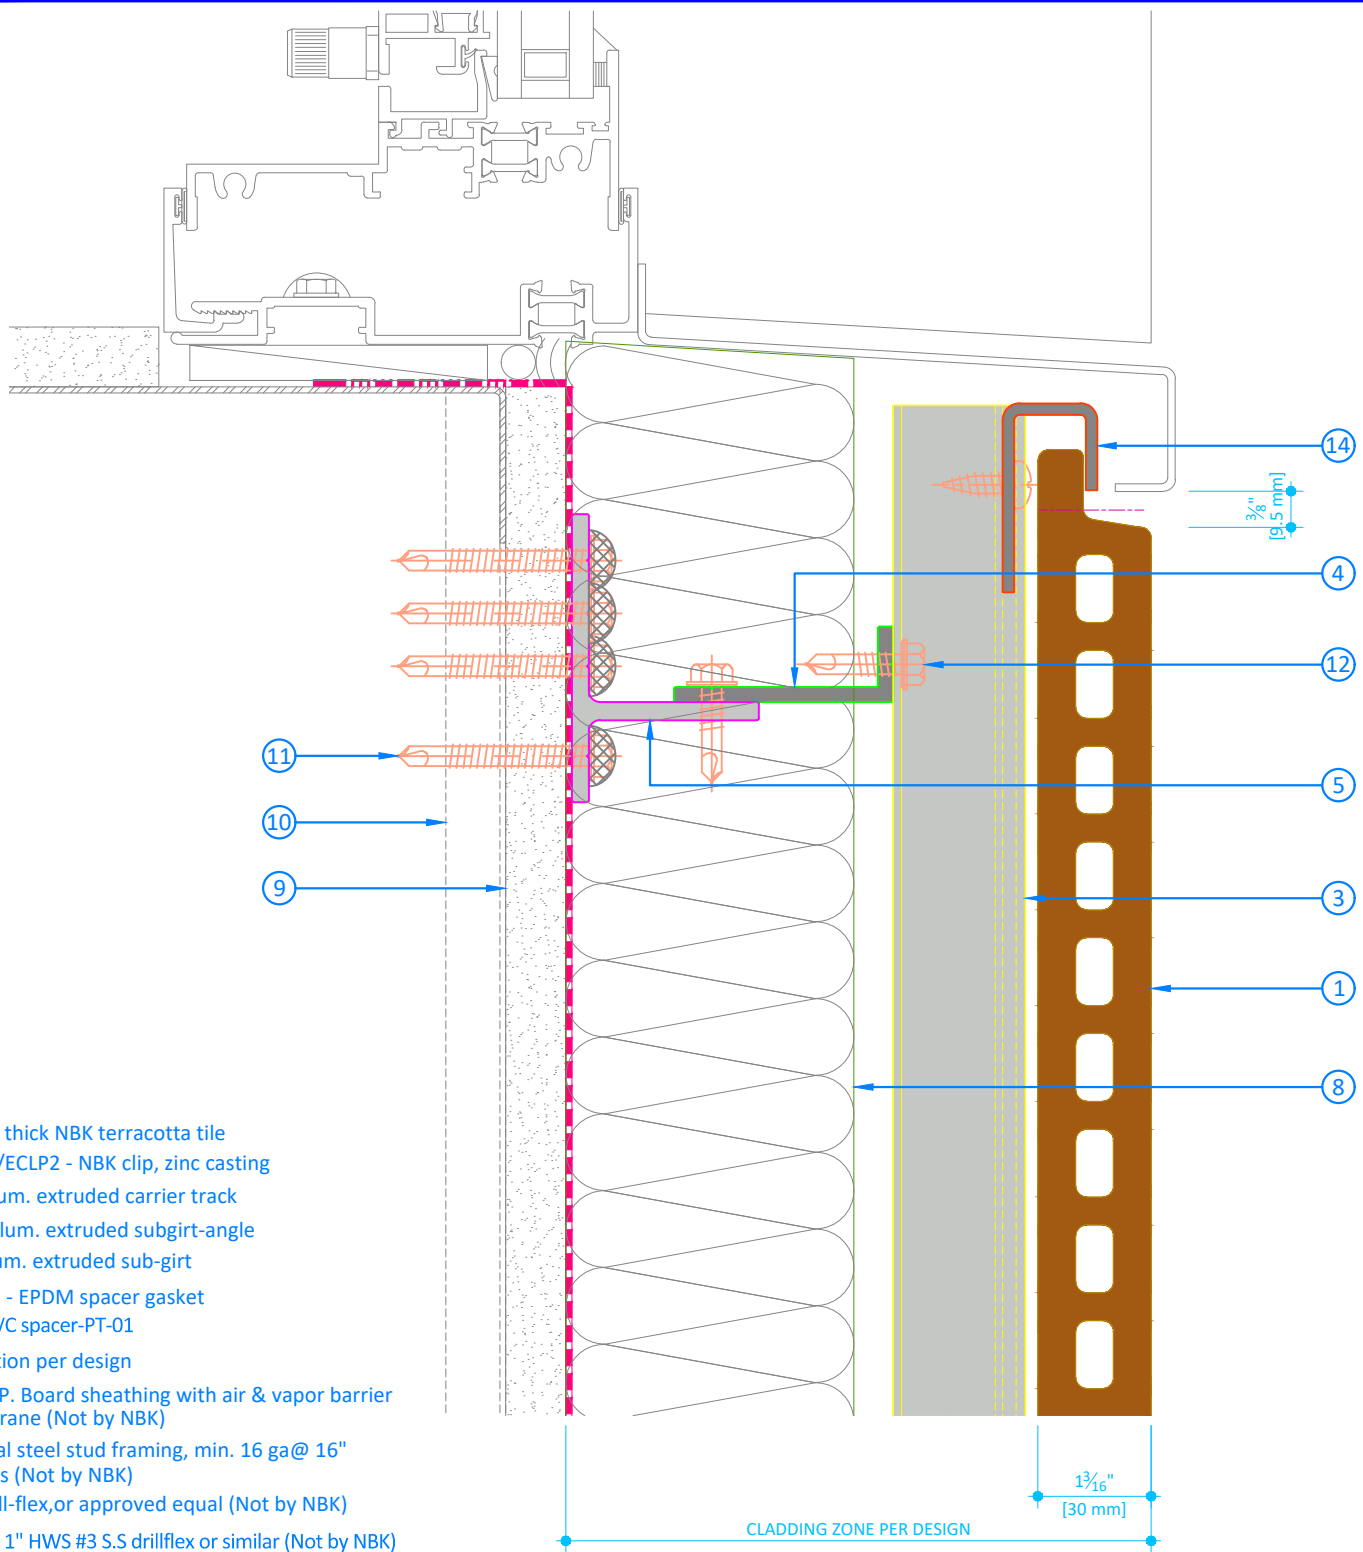 14
3/8"
[9.5 mm]
4
12
11
5
10
9
3
1
8
thick NBK terracotta tile
/ECLP2 - NBK clip, zinc casting
um. extruded carrier track
lum. extruded subgirt-angle
um. extruded sub-girt
- EPDM spacer gasket
VC spacer-PT-01
tion per design
P. Board sheathing with air & vapor barrier
rane (Not by NBK)
al steel stud framing, min. 16 ga@ 16"
s (Not by NBK)
ll-flex,or approved equal (Not by NBK)
1" HWS #3 S.S drillflex or similar (Not by NBK)
1 3/16"
[30 mm]
CLADDING ZONE PER DESIGN